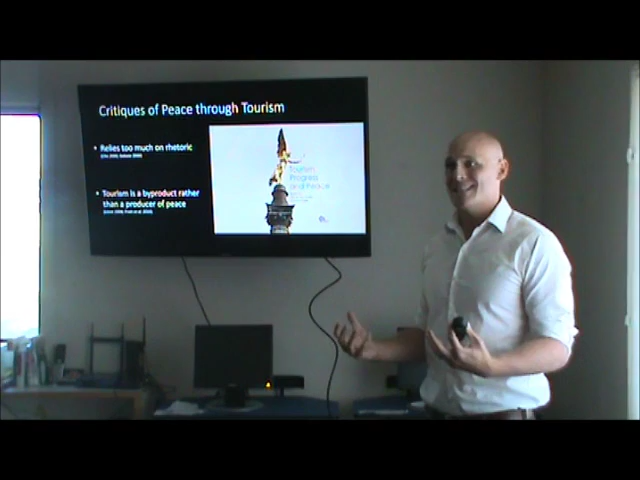 Critiques of Peace through Tourism
• Relies too much on rhetoric
• Tourism is a byproduct rather
than a producer of peace
Tourism,
Progress
and Peace